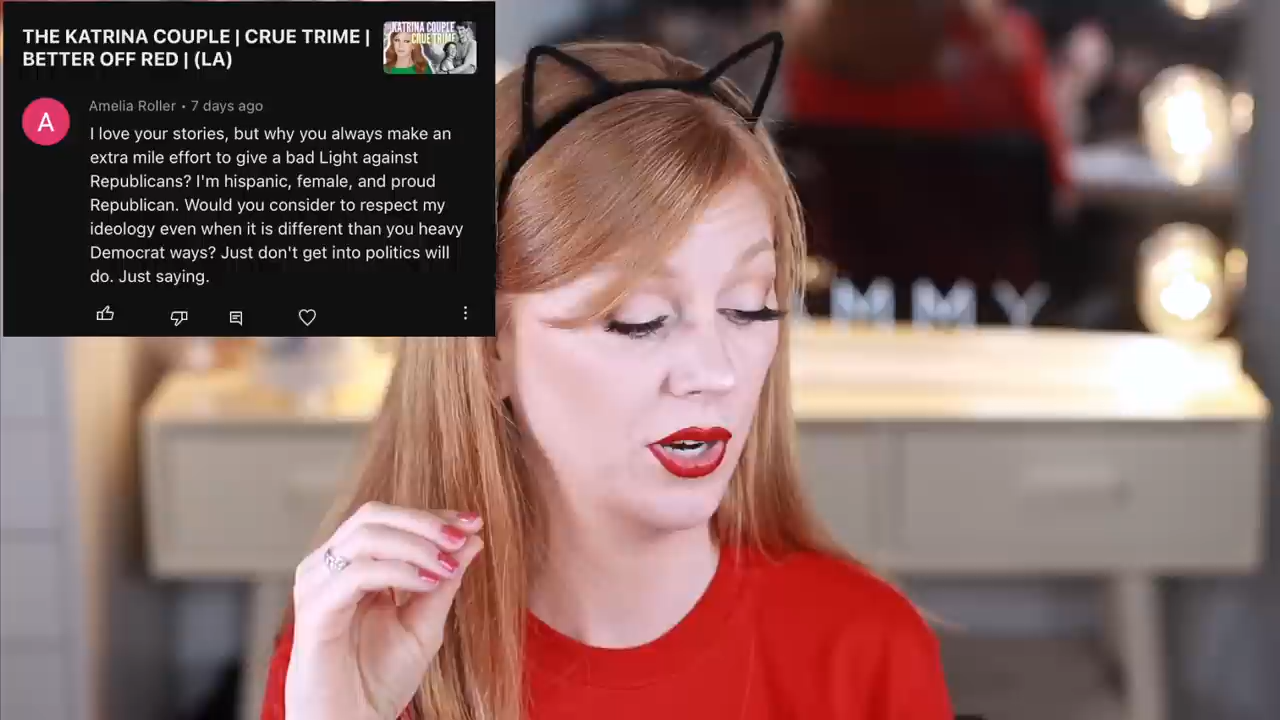 THE KATRINA COUPLE | CRUE TRIME |
BETTER OFF RED | (LA)
KATRINA COUPLE
CRUE TRIME
A
Amelia Roller • 7 days ago
I love your stories, but why you always make an
extra mile effort to give a bad Light against
Republicans? I'm hispanic, female, and proud
Republican. Would you consider to respect my
ideology even when it is different than you heavy
Democrat ways? Just don't get into politics will
do. Just saying.
MMY